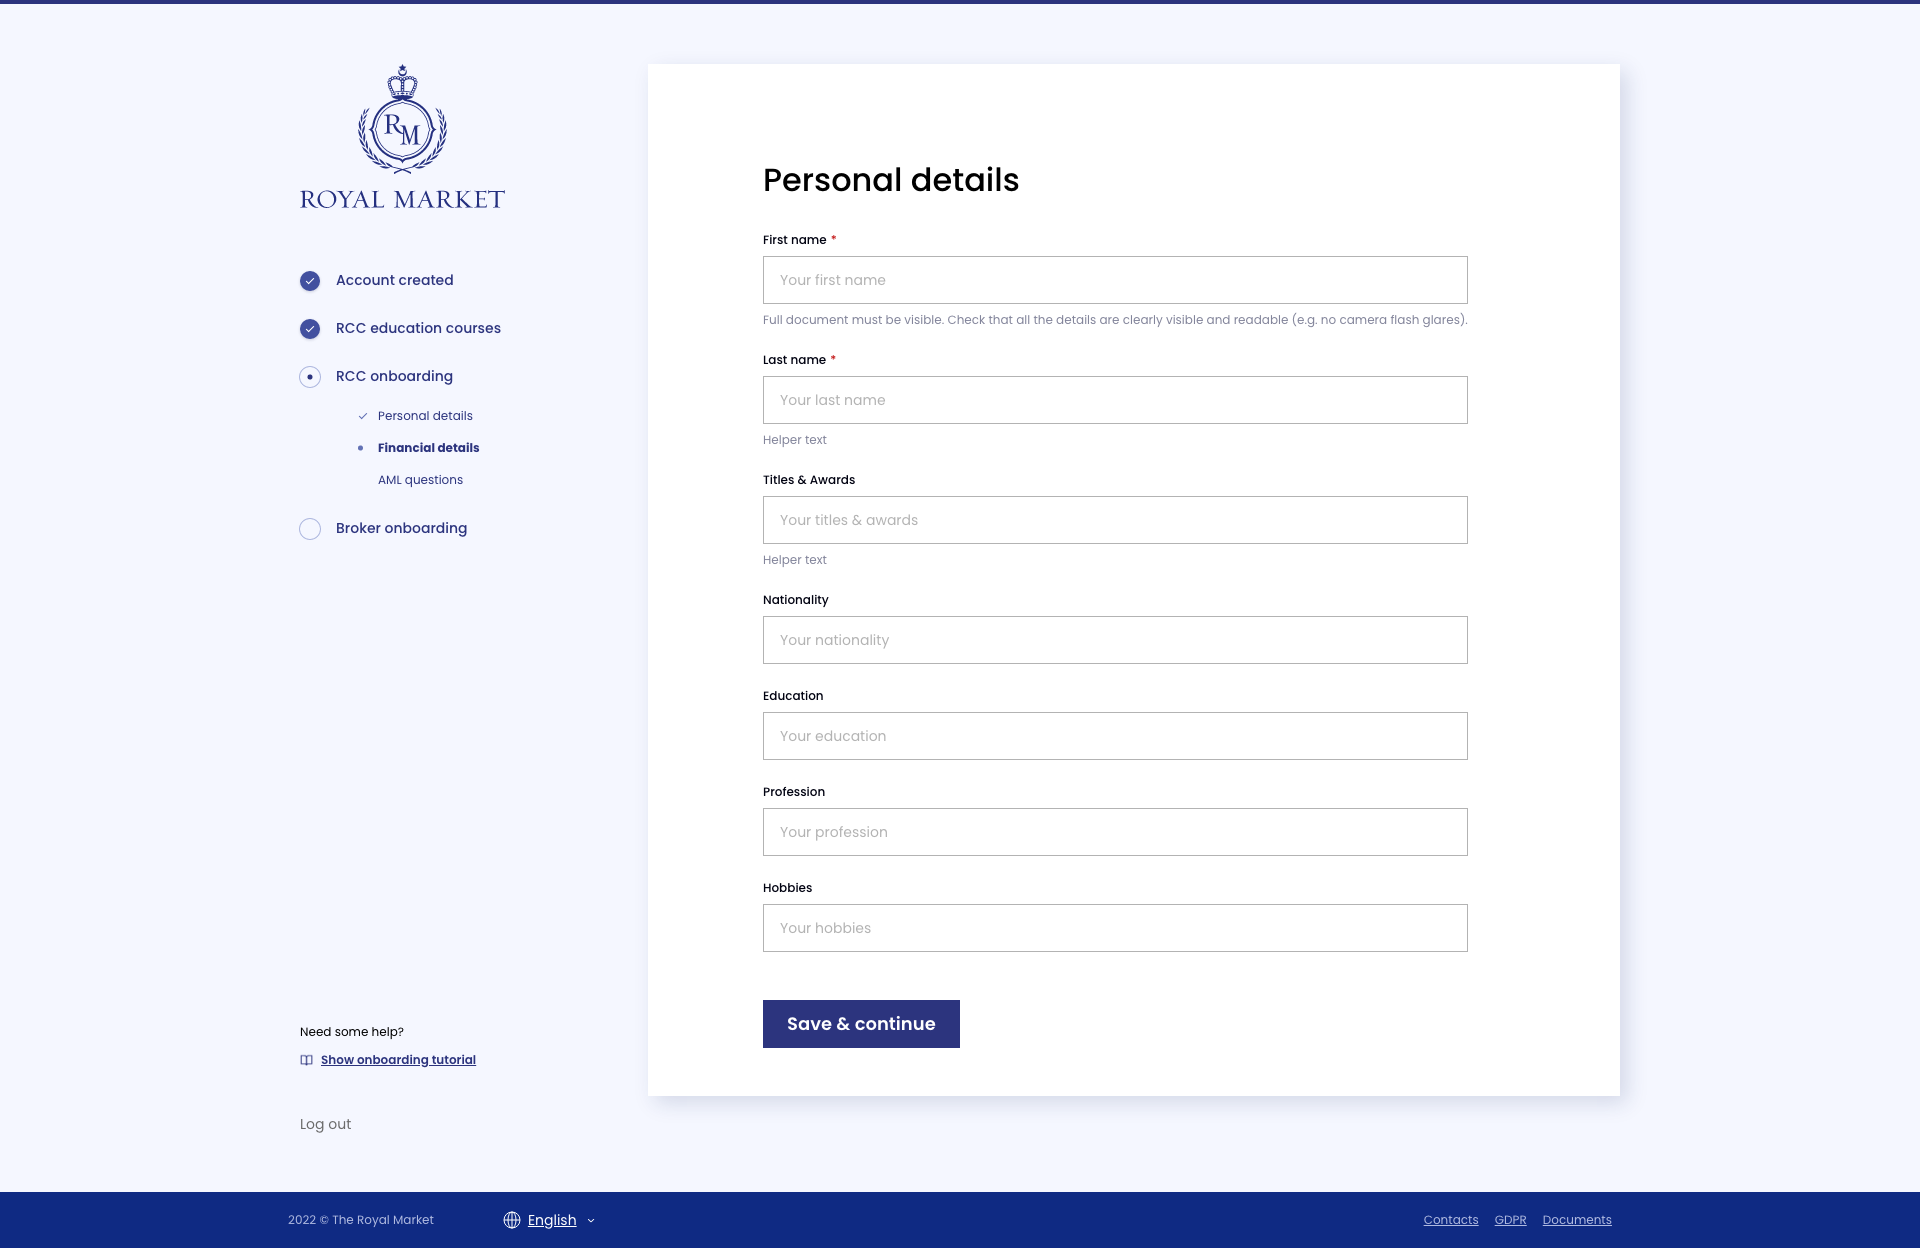 RM
ROYAL MARKET
Account created
RCC education courses
RCC onboarding
Personal details
Financial details
AML questions
Broker onboarding
Need some help?
Show onboarding tutorial
Log out
Personal details
First name *
Your first name
Full document must be visible. Check that all the details are clearly visible and readable (e.g. no camera flash glares).
Last name *
Your last name
Helper text
Titles & Awards
Your titles & awards
Helper text
Nationality
Your nationality
Education
Your education
Profession
Your profession
Hobbies
Your hobbies
Save & continue
2022 © The Royal Market
English
Contacts GDPR Documents